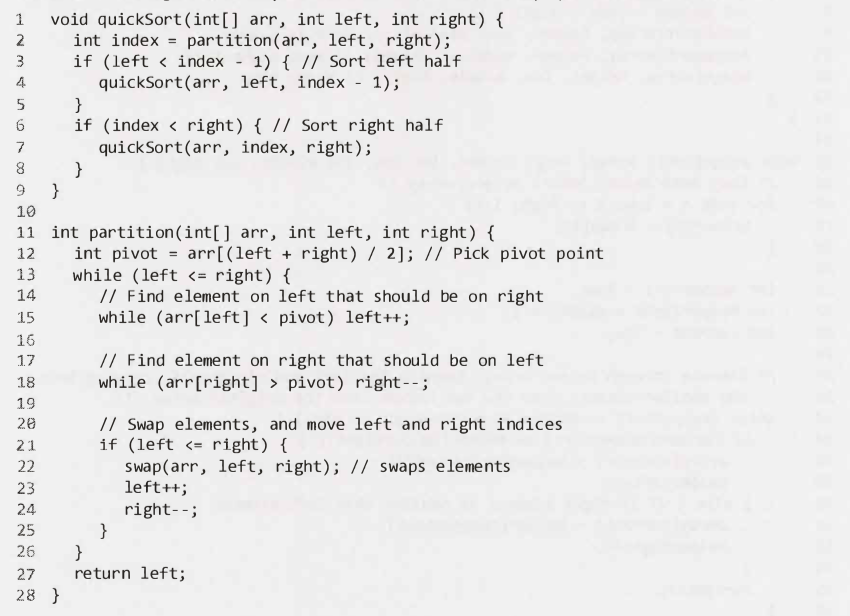 1 void quickSort(int[] arr, int left, int right) {
2 int index = partition(arr, left, right);
3 if (left < index - 1) { // Sort left half
4 quickSort(arr, left, index - 1);
5 }
6 if (index < right) { // Sort right half
7 quickSort(arr, index, right);
8 }
9 }
10
11 int partition(int[] arr, int left, int right) {
12 int pivot = arr[(left + right) / 2]; // Pick pivot point
13 while (left <= right) {
14 // Find element on left that should be on right
15 while (arr[left] < pivot) left++;
16
17 // Find element on right that should be on left
18 while (arr[right] > pivot) right--;
19
20 // Swap elements, and move left and right indices
21 if (left <= right) {
22 swap(arr, left, right); // swaps elements
23 left++;
24 right--;
25 }
26 }
27 return left;
28 }